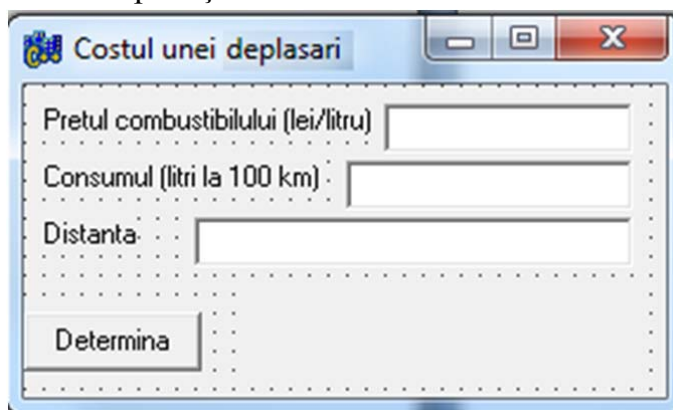 Costul unei deplasari
Pretul combustibilului (lei/litru)
Consumul (litri la 100 km)
Distanta
Determina